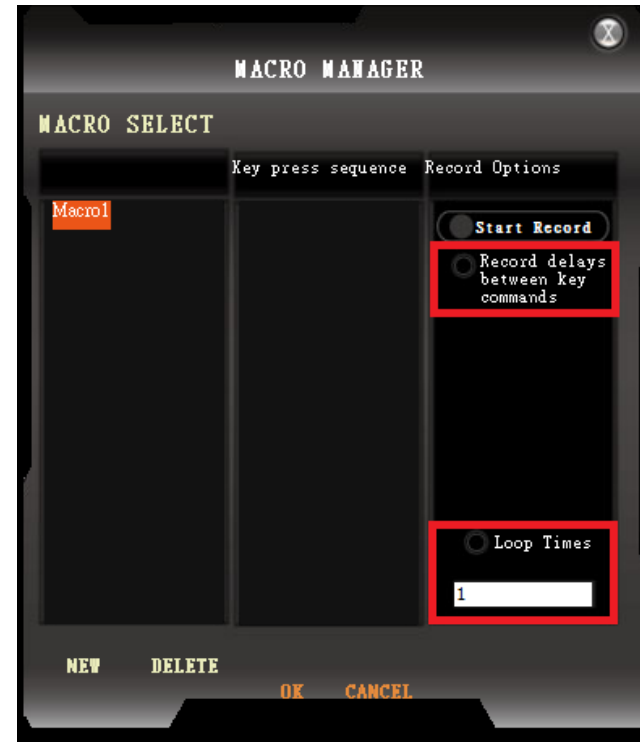 X
MACRO MANAGER
MACRO SELECT
Key press sequence Record Options
Macro1
Start Record
Record delays
between key
commands
Loop Times
1
NEW DELETE
OK CANCEL